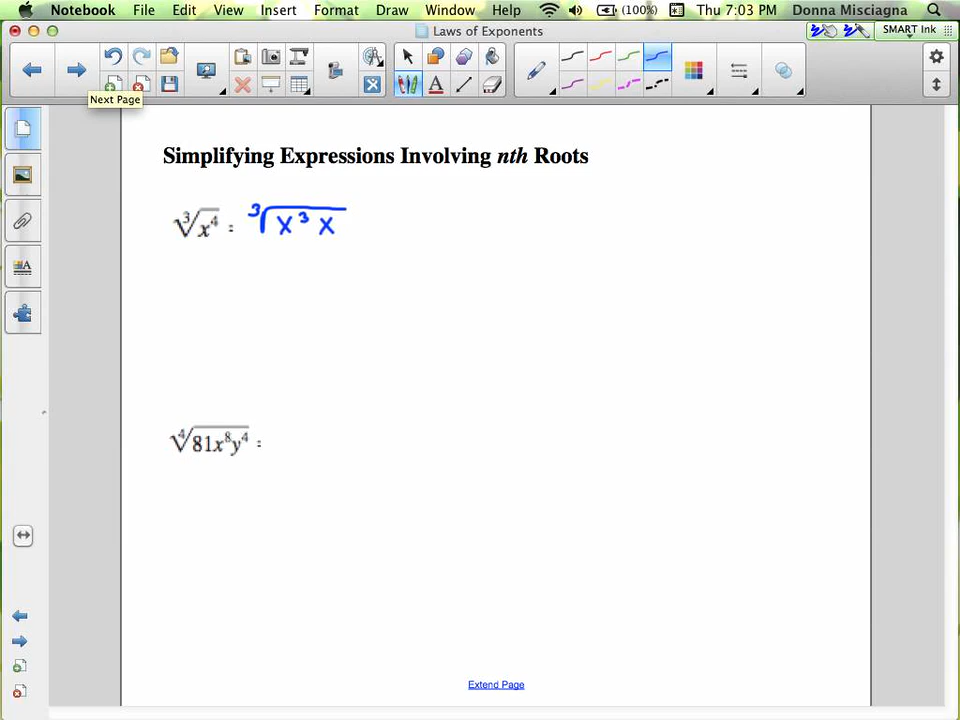 Notebook File Edit View Insert Format Draw Window Help (100%) Thu 7:03 PM Donna Misciagna
Laws of Exponents
SMART Ink
Next Page
Simplifying Expressions Involving nth Roots
∛(x⁴) = ∛(x³ x)
∜(81x⁸y⁴) =
Extend Page